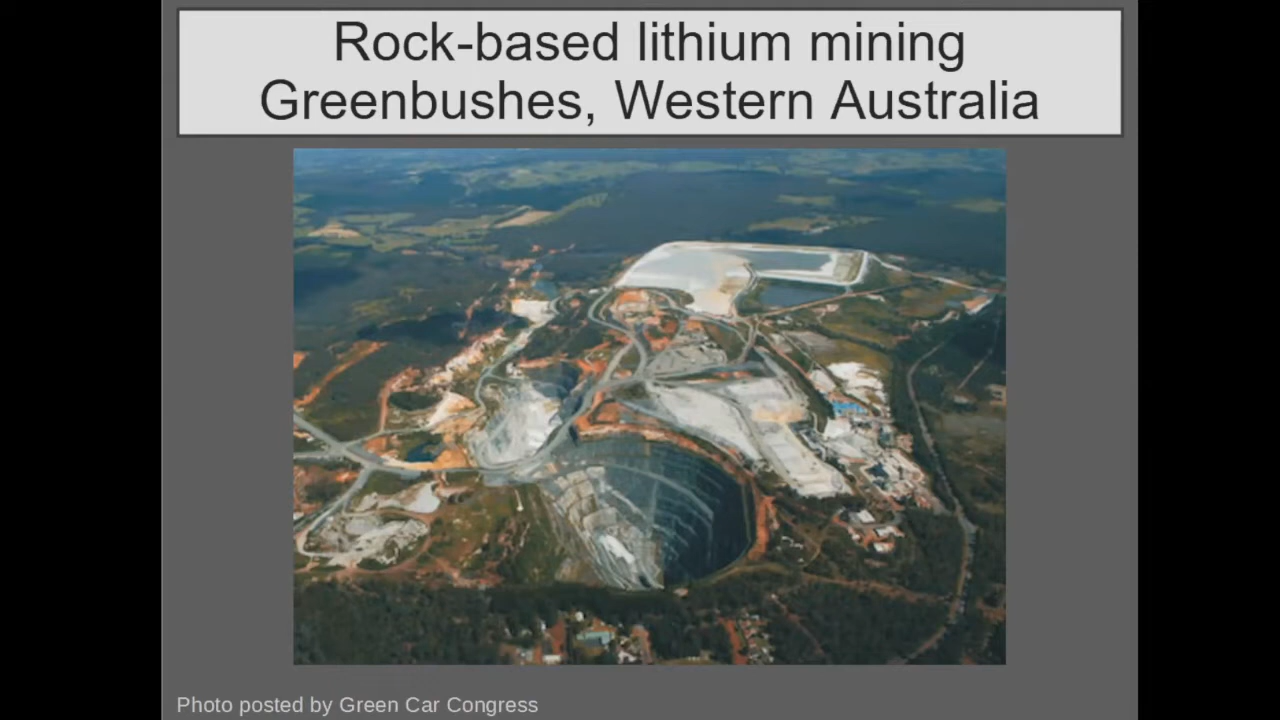 Rock-based lithium mining
Greenbushes, Western Australia
Photo posted by Green Car Congress